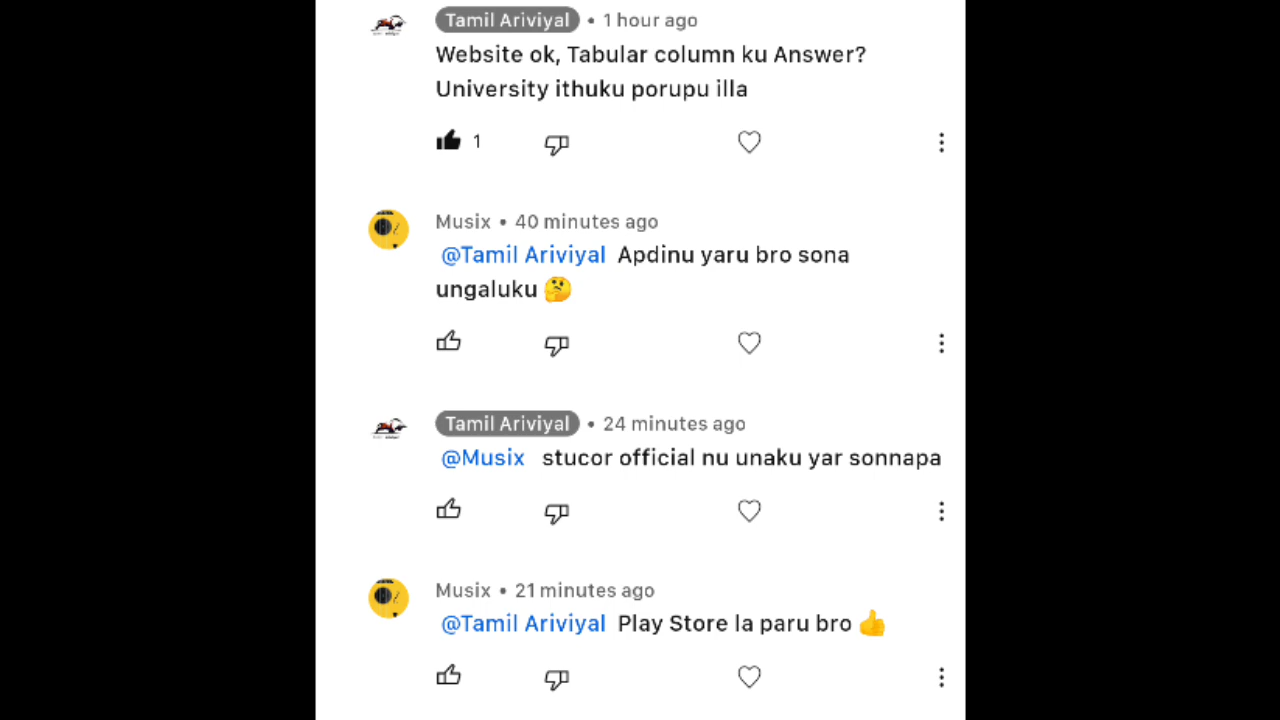 Tamil Ariviyal • 1 hour ago
Website ok, Tabular column ku Answer?
University ithuku porupu illa
1
Musix • 40 minutes ago
@Tamil Ariviyal Apdinu yaru bro sona
ungaluku 🤔
Tamil Ariviyal • 24 minutes ago
@Musix stucor official nu unaku yar sonnapa
Musix • 21 minutes ago
@Tamil Ariviyal Play Store la paru bro 👍